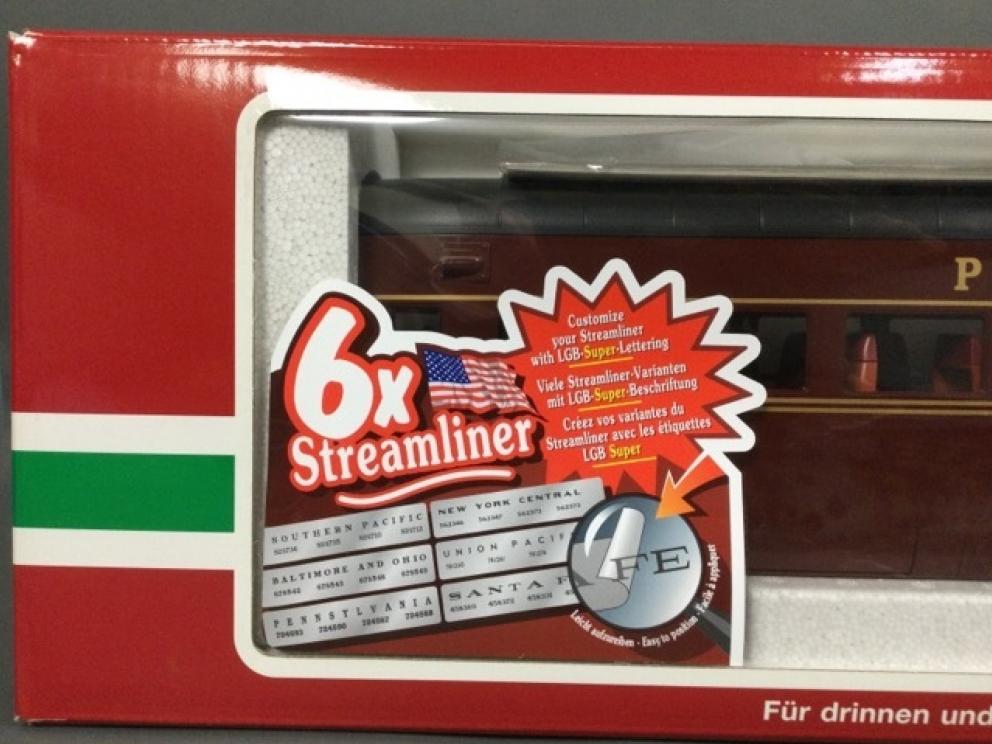 P
6x
Streamliner
Customize
your Streamliner
with LGB-Super-Lettering
Viele Streamliner-Varianten
mit LGB-Super-Beschriftung
Créez vos variantes du
Streamliner avec les étiquettes
LGB Super
SOUTHERN PACIFIC
NEW YORK CENTRAL
BALTIMORE AND OHIO
UNION PACIF
PENNSYLVANIA
SANTA F
FE
Leicht aufzureiben - Easy to position - Facile à appliquer
Für drinnen und